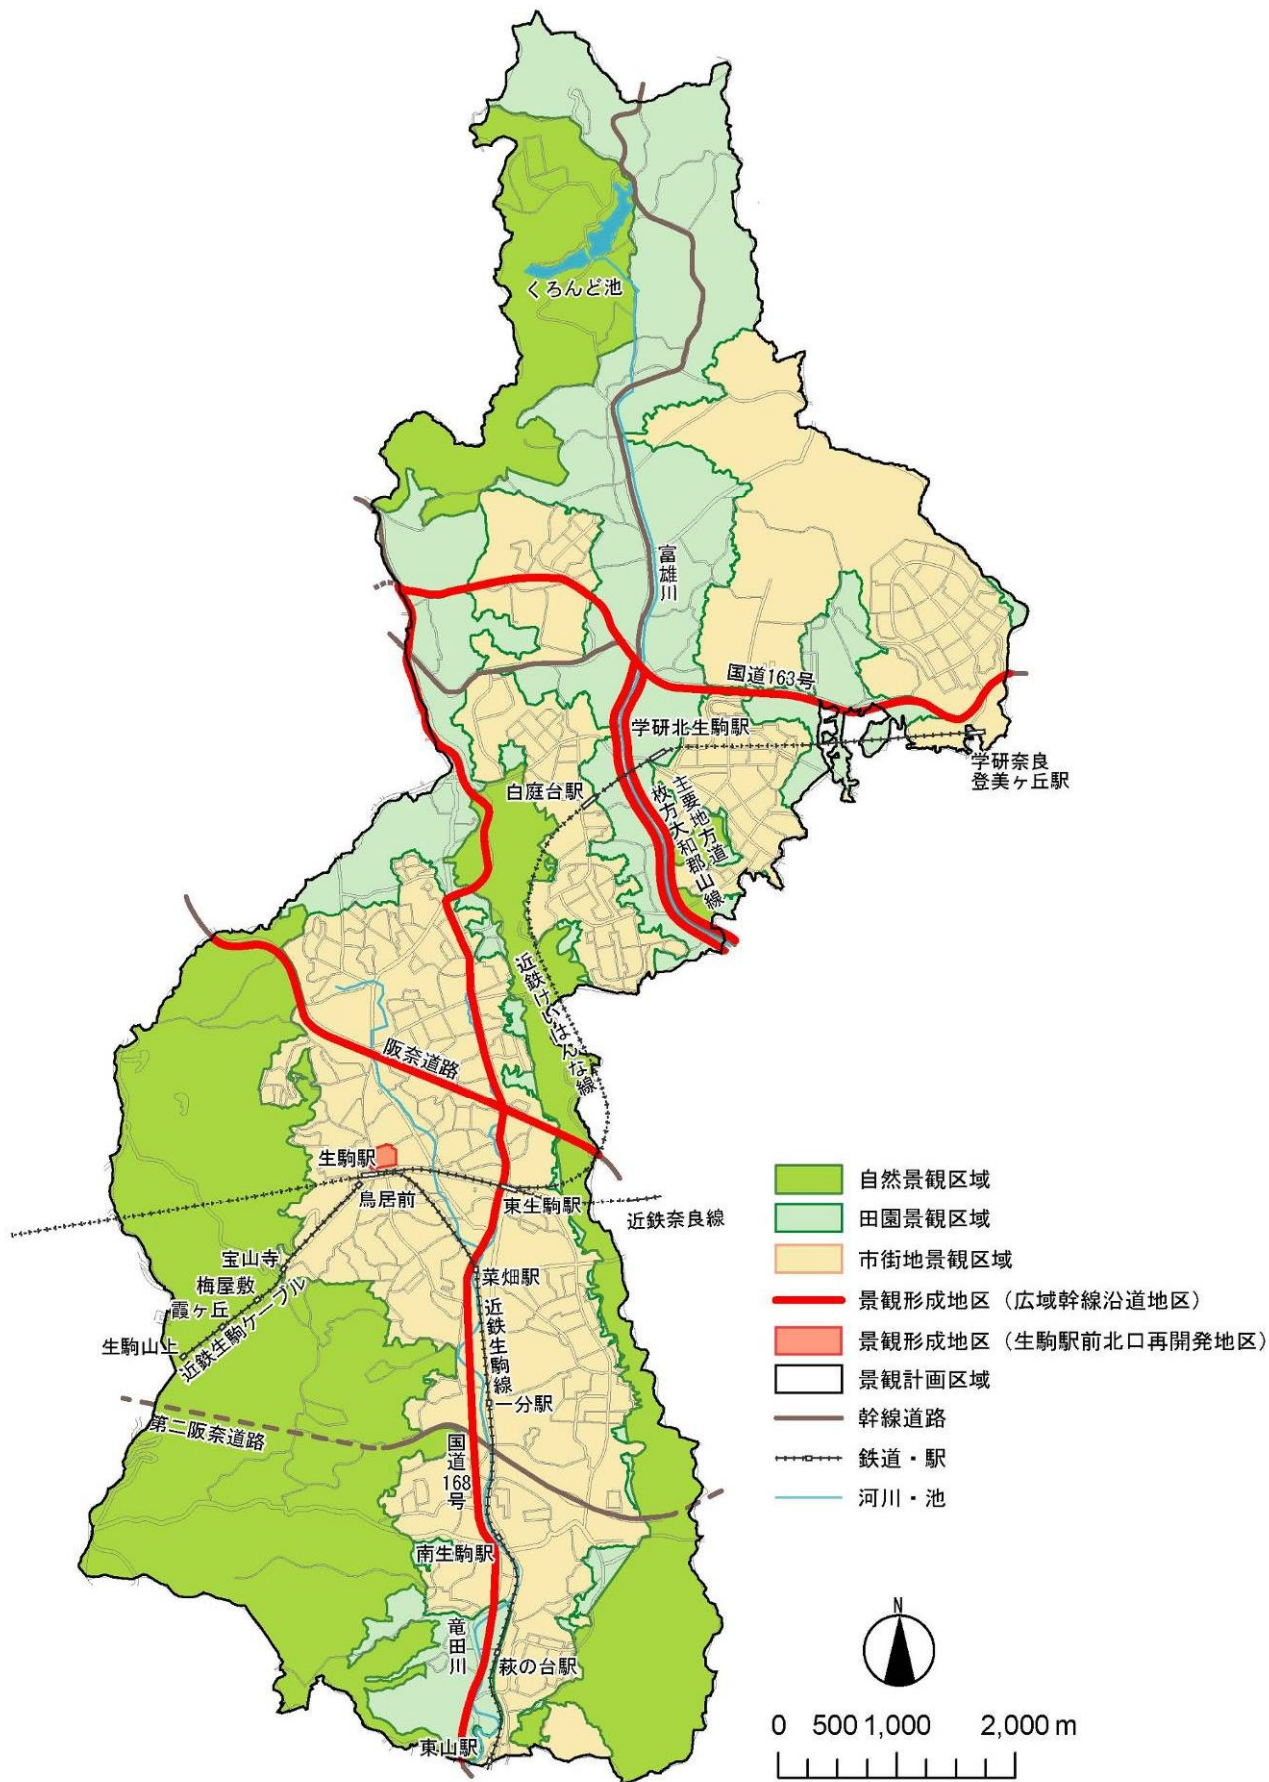 くろんど池
富雄川
国道163号
学研北生駒駅
学研奈良
登美ヶ丘駅
白庭台駅
主要地方道
枚方大和郡山線
近鉄けいはんな線
阪奈道路
生駒駅
鳥居前
東生駒駅
近鉄奈良線
宝山寺
梅屋敷
霞ヶ丘
生駒山上
近鉄生駒ケーブル
菜畑駅
近鉄生駒線
一分駅
第二阪奈道路
国道168号
南生駒駅
竜田川
萩の台駅
東山駅
自然景観区域
田園景観区域
市街地景観区域
景観形成地区（広域幹線沿道地区）
景観形成地区（生駒駅前北口再開発地区）
景観計画区域
幹線道路
鉄道・駅
河川・池
N
0 500 1,000 2,000 m